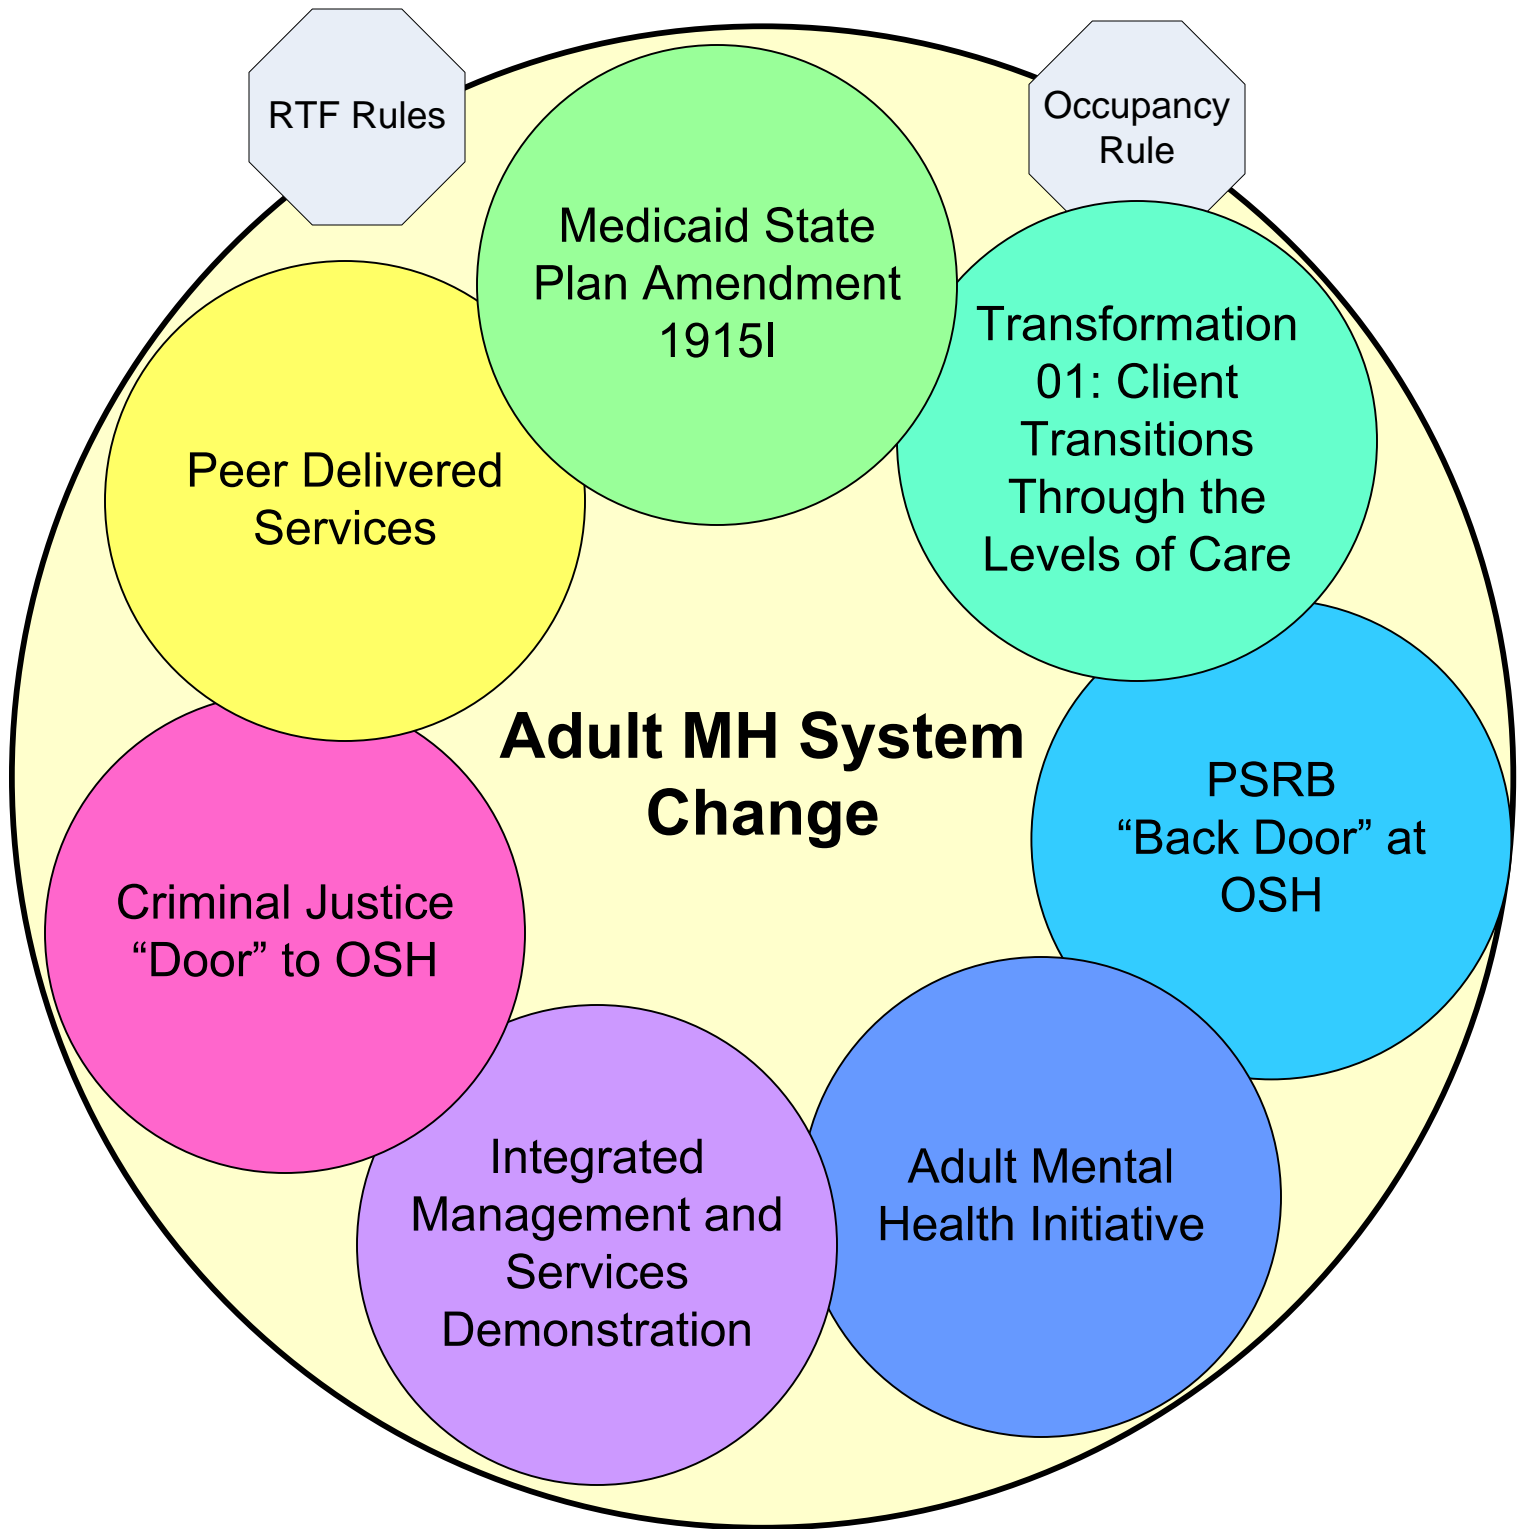 RTF Rules
Occupancy
Rule
Medicaid State
Plan Amendment
1915I
Transformation
01: Client
Transitions
Through the
Levels of Care
Peer Delivered
Services
Adult MH System
Change
PSRB
“Back Door” at
OSH
Criminal Justice
“Door” to OSH
Integrated
Management and
Services
Demonstration
Adult Mental
Health Initiative